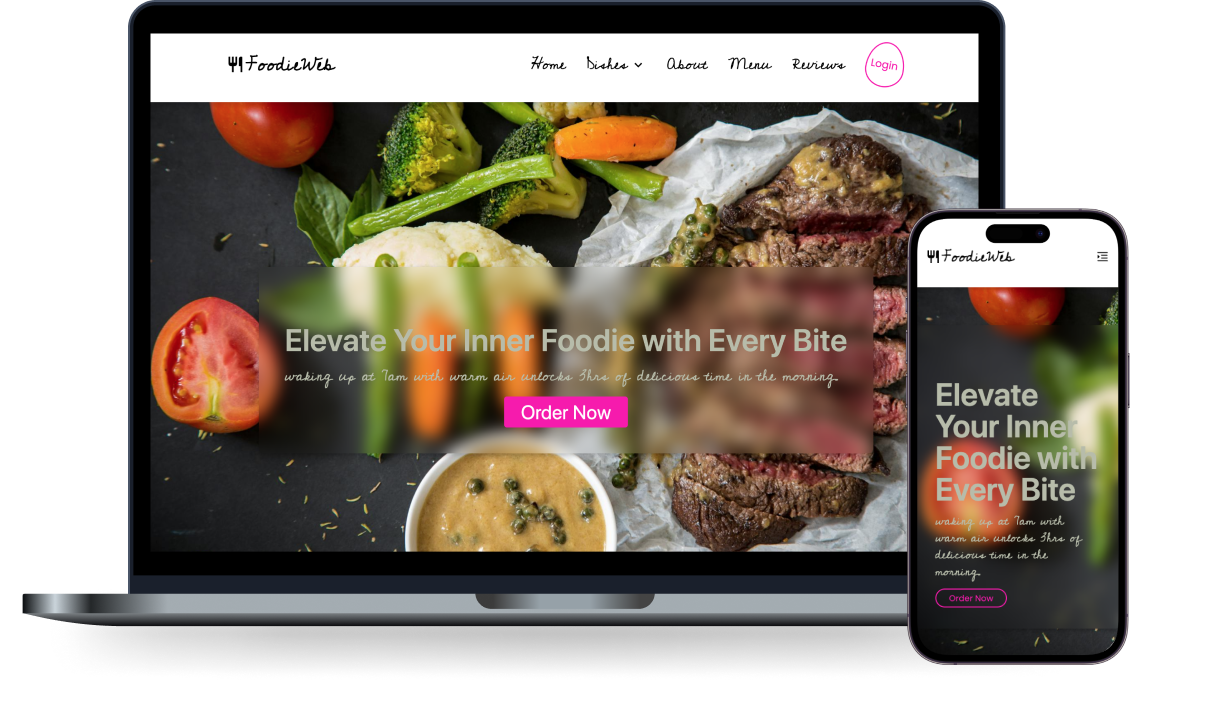 FoodieWeb
Home Dishes About Menu Reviews Login
Elevate Your Inner Foodie with Every Bite
waking up at 7am with warm air unlocks 3hrs of delicious time in the morning.
Order Now
FoodieWeb
Elevate
Your Inner
Foodie with
Every Bite
waking up at 7am with
warm air unlocks 3hrs of
delicious time in the
morning.
Order Now